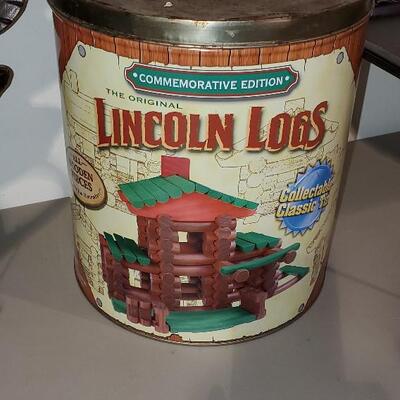 • COMMEMORATIVE EDITION •
THE ORIGINAL
LINCOLN LOGS
Collectable
Classic